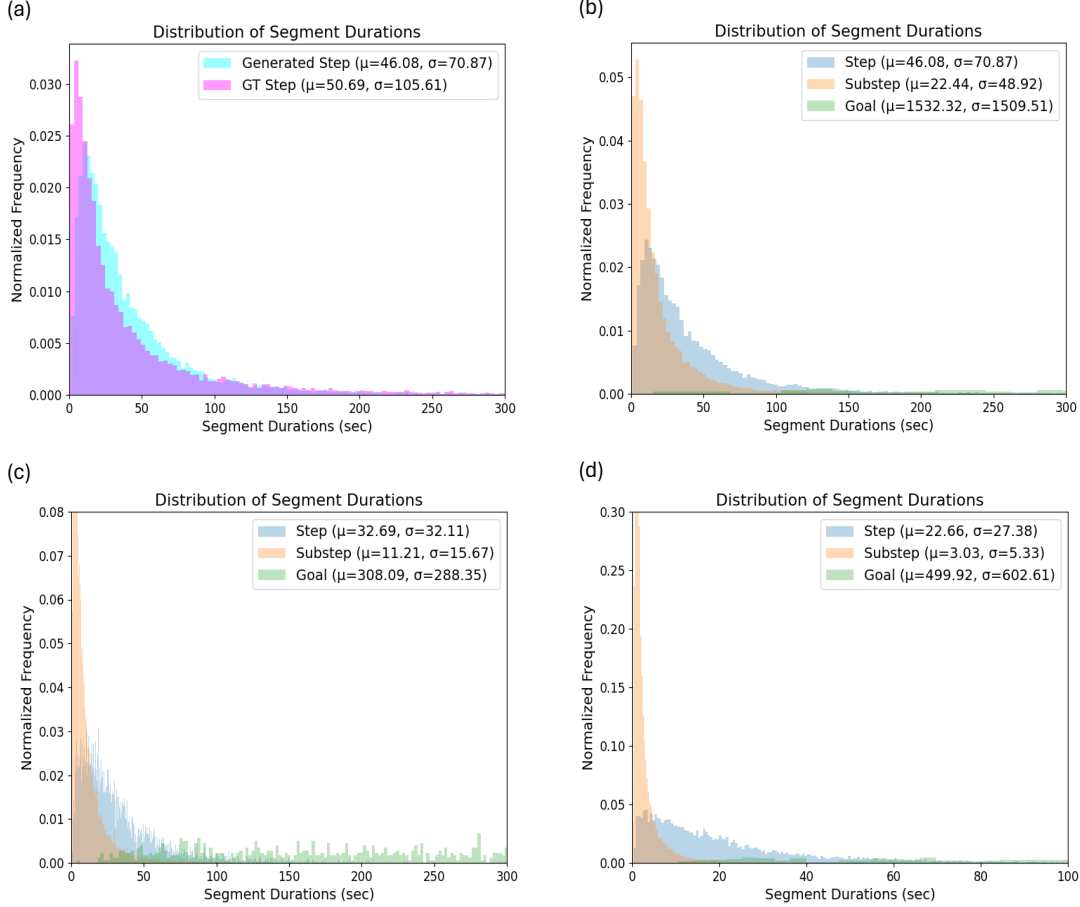 (a)
Distribution of Segment Durations
Generated Step (μ=46.08, σ=70.87)
GT Step (μ=50.69, σ=105.61)
Normalized Frequency
0.030
0.025
0.020
0.015
0.010
0.005
0.000
0 50 100 150 200 250 300
Segment Durations (sec)
(b)
Distribution of Segment Durations
Step (μ=46.08, σ=70.87)
Substep (μ=22.44, σ=48.92)
Goal (μ=1532.32, σ=1509.51)
Normalized Frequency
0.05
0.04
0.03
0.02
0.01
0.00
0 50 100 150 200 250 300
Segment Durations (sec)
(c)
Distribution of Segment Durations
Step (μ=32.69, σ=32.11)
Substep (μ=11.21, σ=15.67)
Goal (μ=308.09, σ=288.35)
Normalized Frequency
0.08
0.07
0.06
0.05
0.04
0.03
0.02
0.01
0.00
0 50 100 150 200 250 300
Segment Durations (sec)
(d)
Distribution of Segment Durations
Step (μ=22.66, σ=27.38)
Substep (μ=3.03, σ=5.33)
Goal (μ=499.92, σ=602.61)
Normalized Frequency
0.30
0.25
0.20
0.15
0.10
0.05
0.00
0 20 40 60 80 100
Segment Durations (sec)